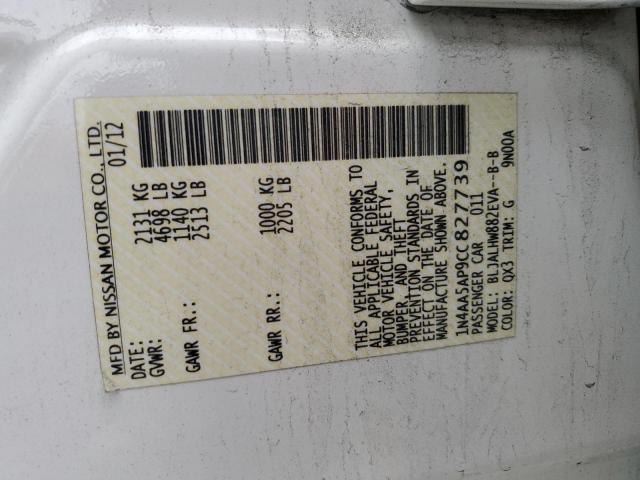 MFD BY NISSAN MOTOR CO., LTD.
DATE: 01/12
GVWR: 2131 KG
4698 LB
GAWR FR.: 1140 KG
2513 LB
GAWR RR.: 1000 KG
2205 LB
THIS VEHICLE CONFORMS TO
ALL APPLICABLE FEDERAL
MOTOR VEHICLE SAFETY,
BUMPER, AND THEFT
PREVENTION STANDARDS IN
EFFECT ON THE DATE OF
MANUFACTURE SHOWN ABOVE.
1N4AA5AP9CC827739
PASSENGER CAR 011
MODEL: BLJALHW882EVA--B-B
COLOR: QX3 TRIM: G 9N00A